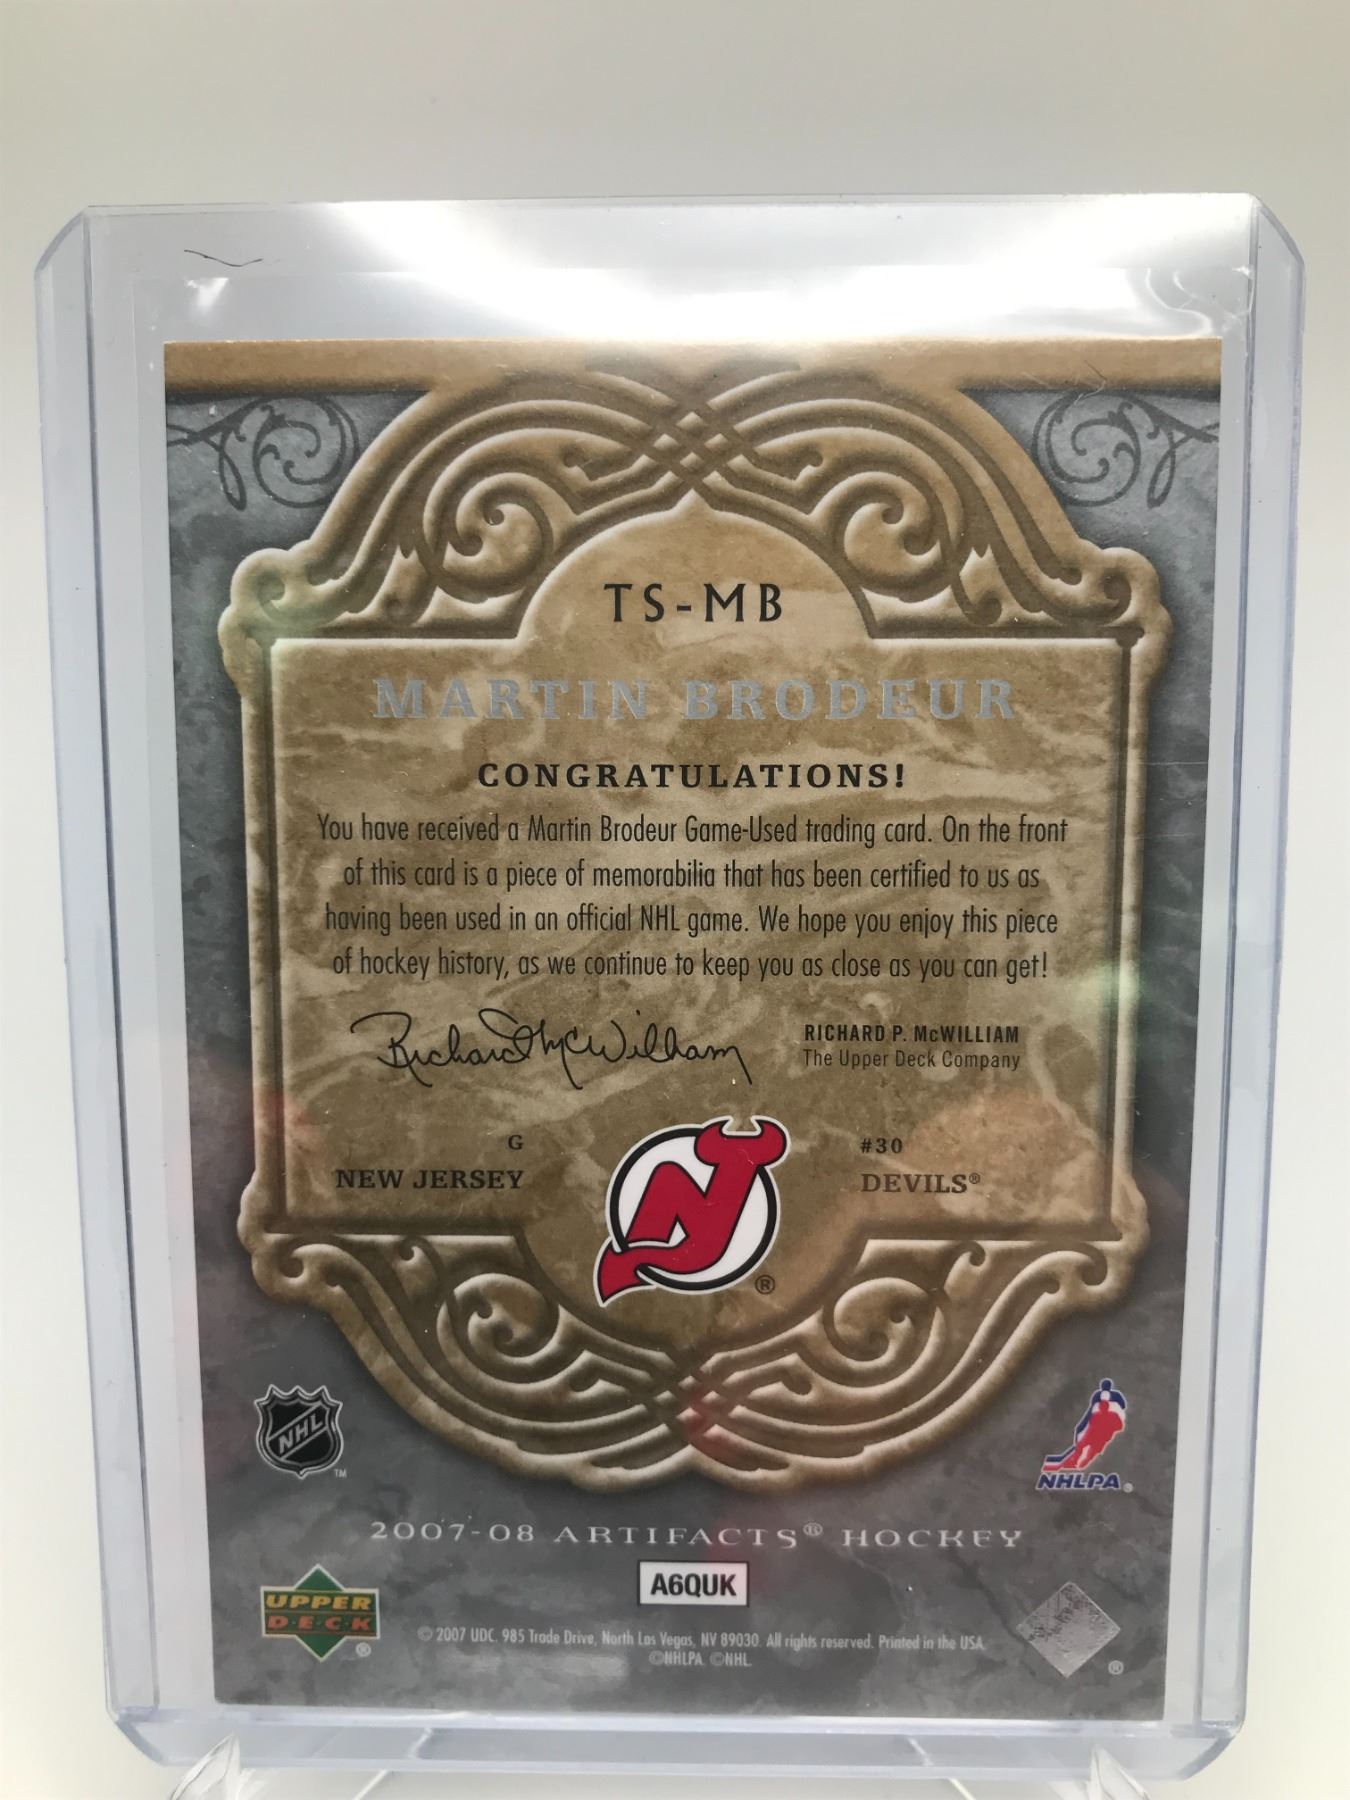 TS-MB
MARTIN BRODEUR
CONGRATULATIONS!
You have received a Martin Brodeur Game-Used trading card. On the front
of this card is a piece of memorabilia that has been certified to us as
having been used in an official NHL game. We hope you enjoy this piece
of hockey history, as we continue to keep you as close as you can get!
Richard McWilliam
RICHARD P. McWILLIAM
The Upper Deck Company
G
NEW JERSEY
#30
DEVILS®
NJ
®
NHL
TM
NHLPA®
2007-08 ARTIFACTS® HOCKEY
A6QUK
UPPER
DECK
®
© 2007 UDC. 985 Trade Drive, North Las Vegas, NV 89030. All rights reserved. Printed in the USA.
©NHLPA. ©NHL.
®